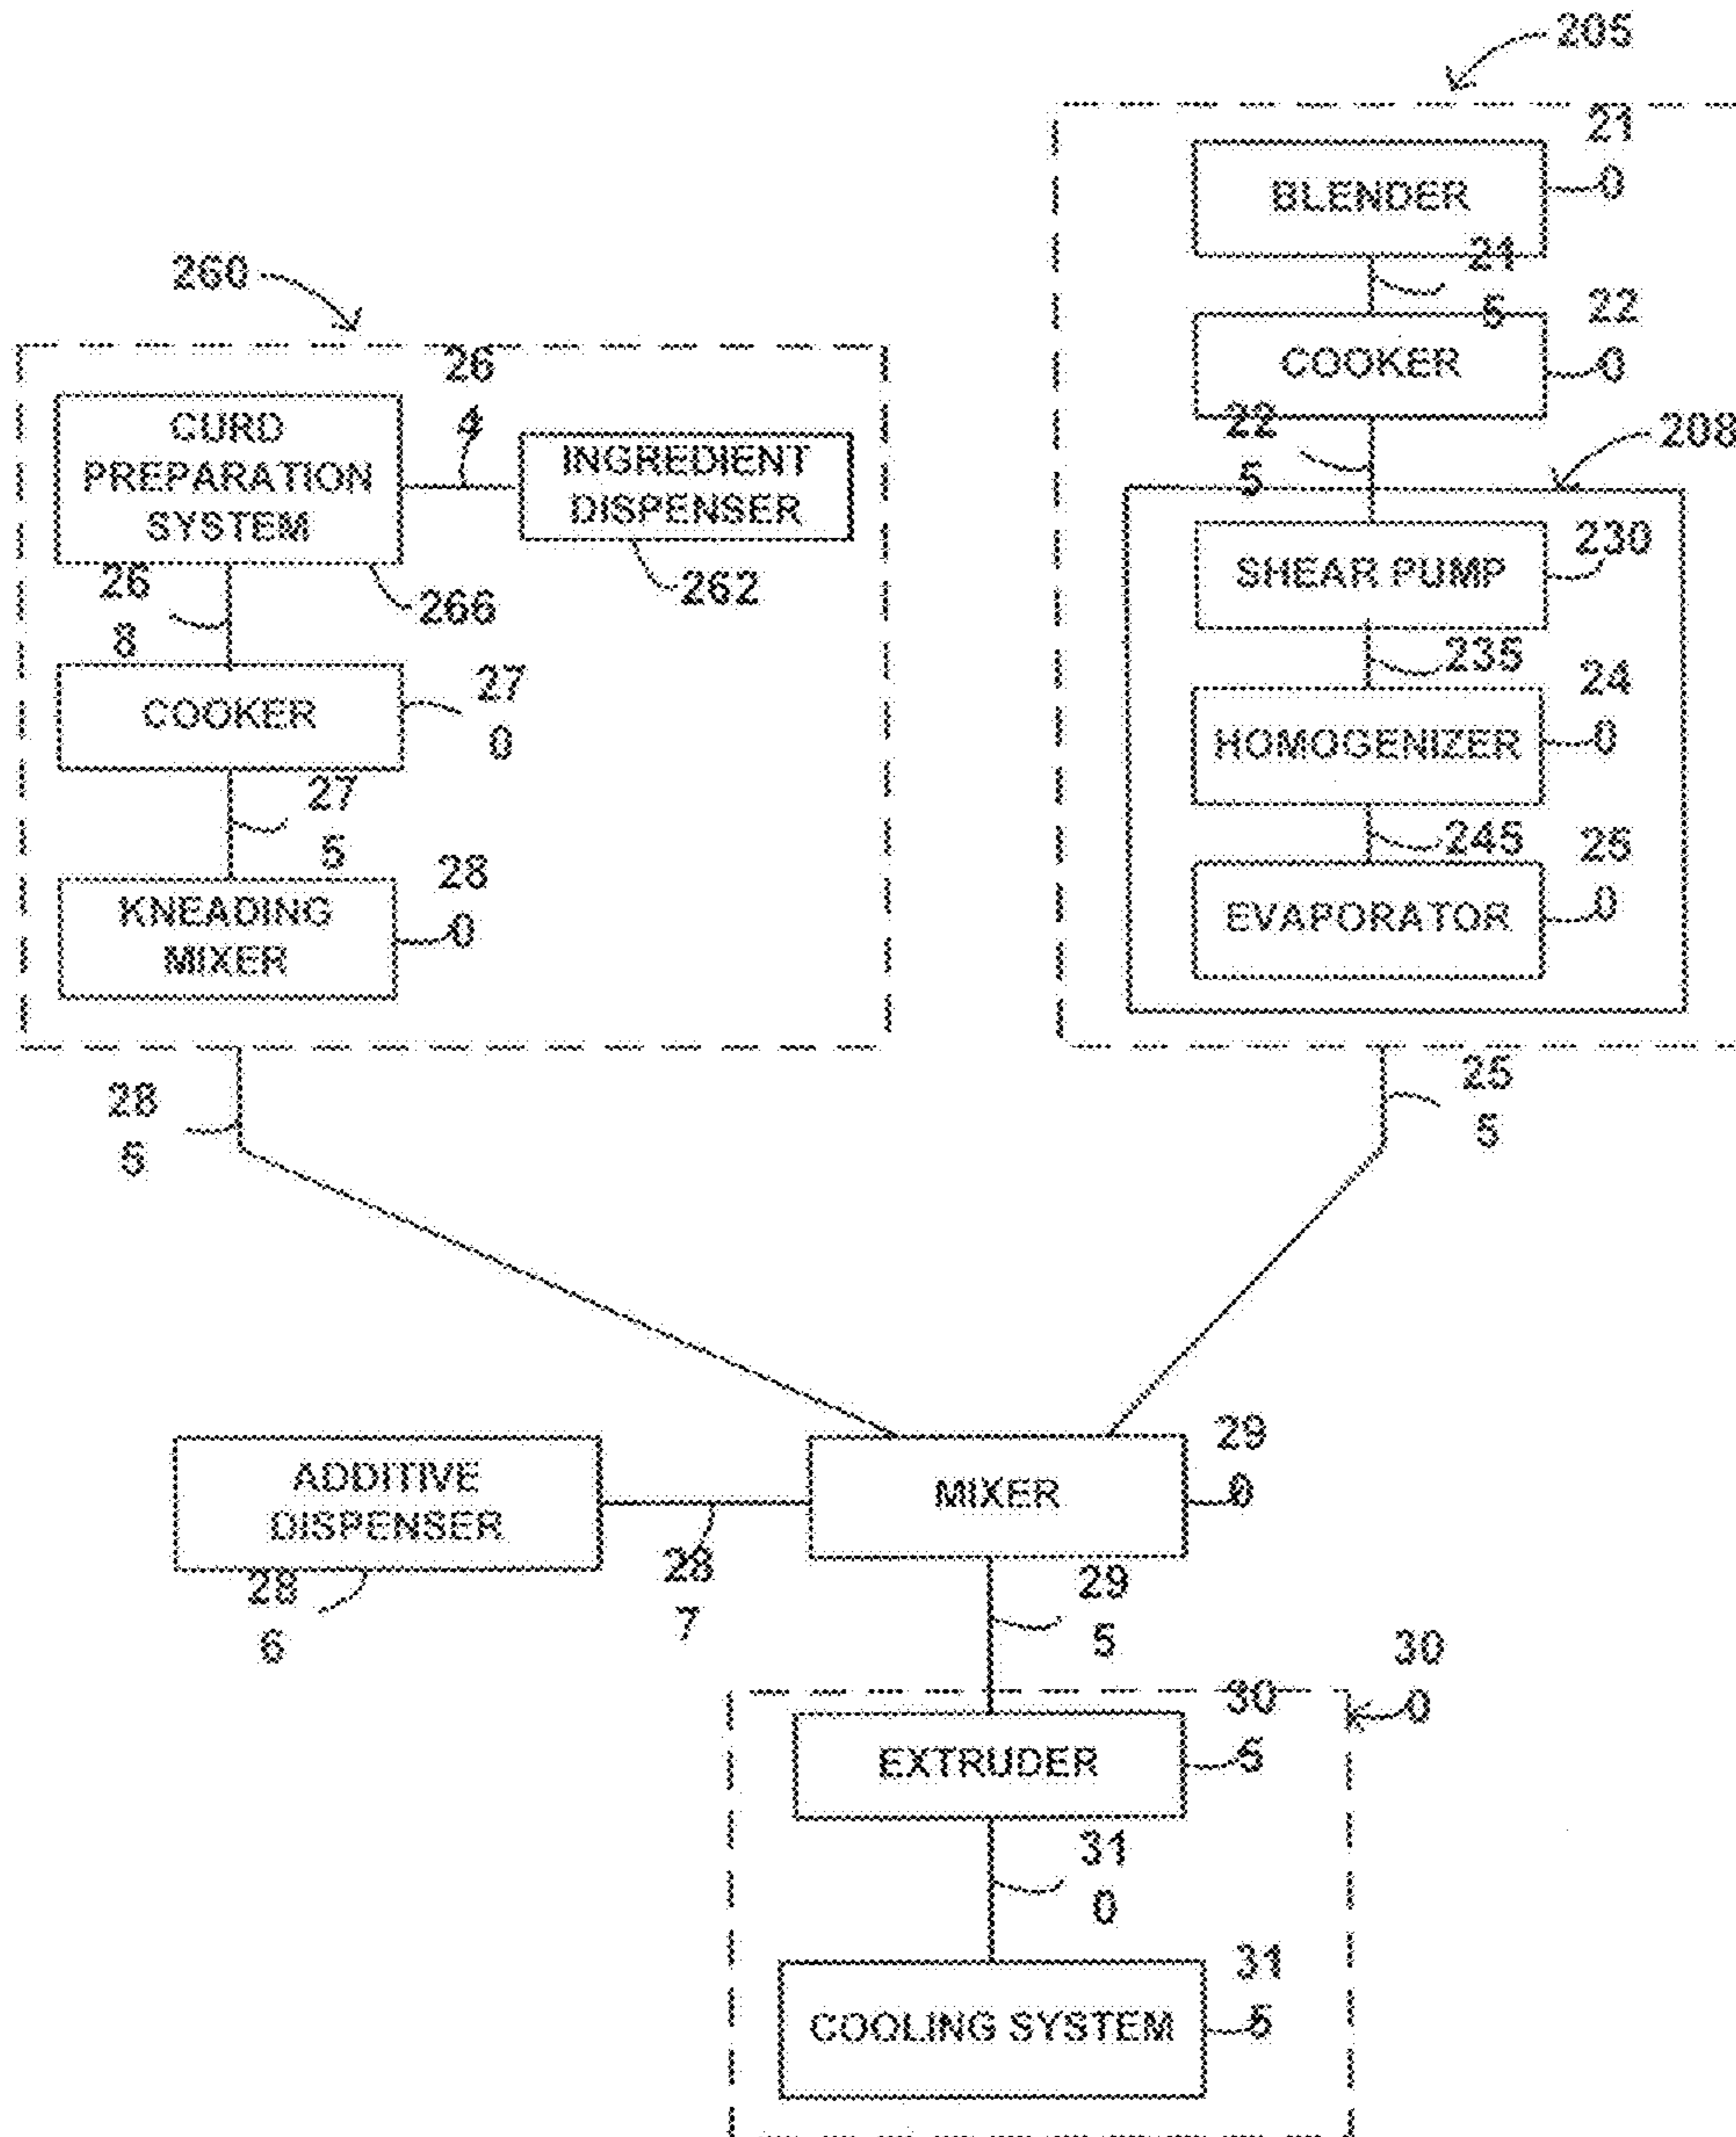 205
21
0
BLENDER
21
5
22
0
COOKER
22
5
208
SHEAR PUMP
230
235
24
0
HOMOGENIZER
245
25
0
EVAPORATOR
25
5
260
CURD
PREPARATION
SYSTEM
26
4
INGREDIENT
DISPENSER
262
266
26
8
COOKER
27
0
27
5
KNEADING
MIXER
28
0
28
5
ADDITIVE
DISPENSER
28
6
28
7
MIXER
29
0
29
5
30
0
EXTRUDER
30
5
31
0
COOLING SYSTEM
31
5